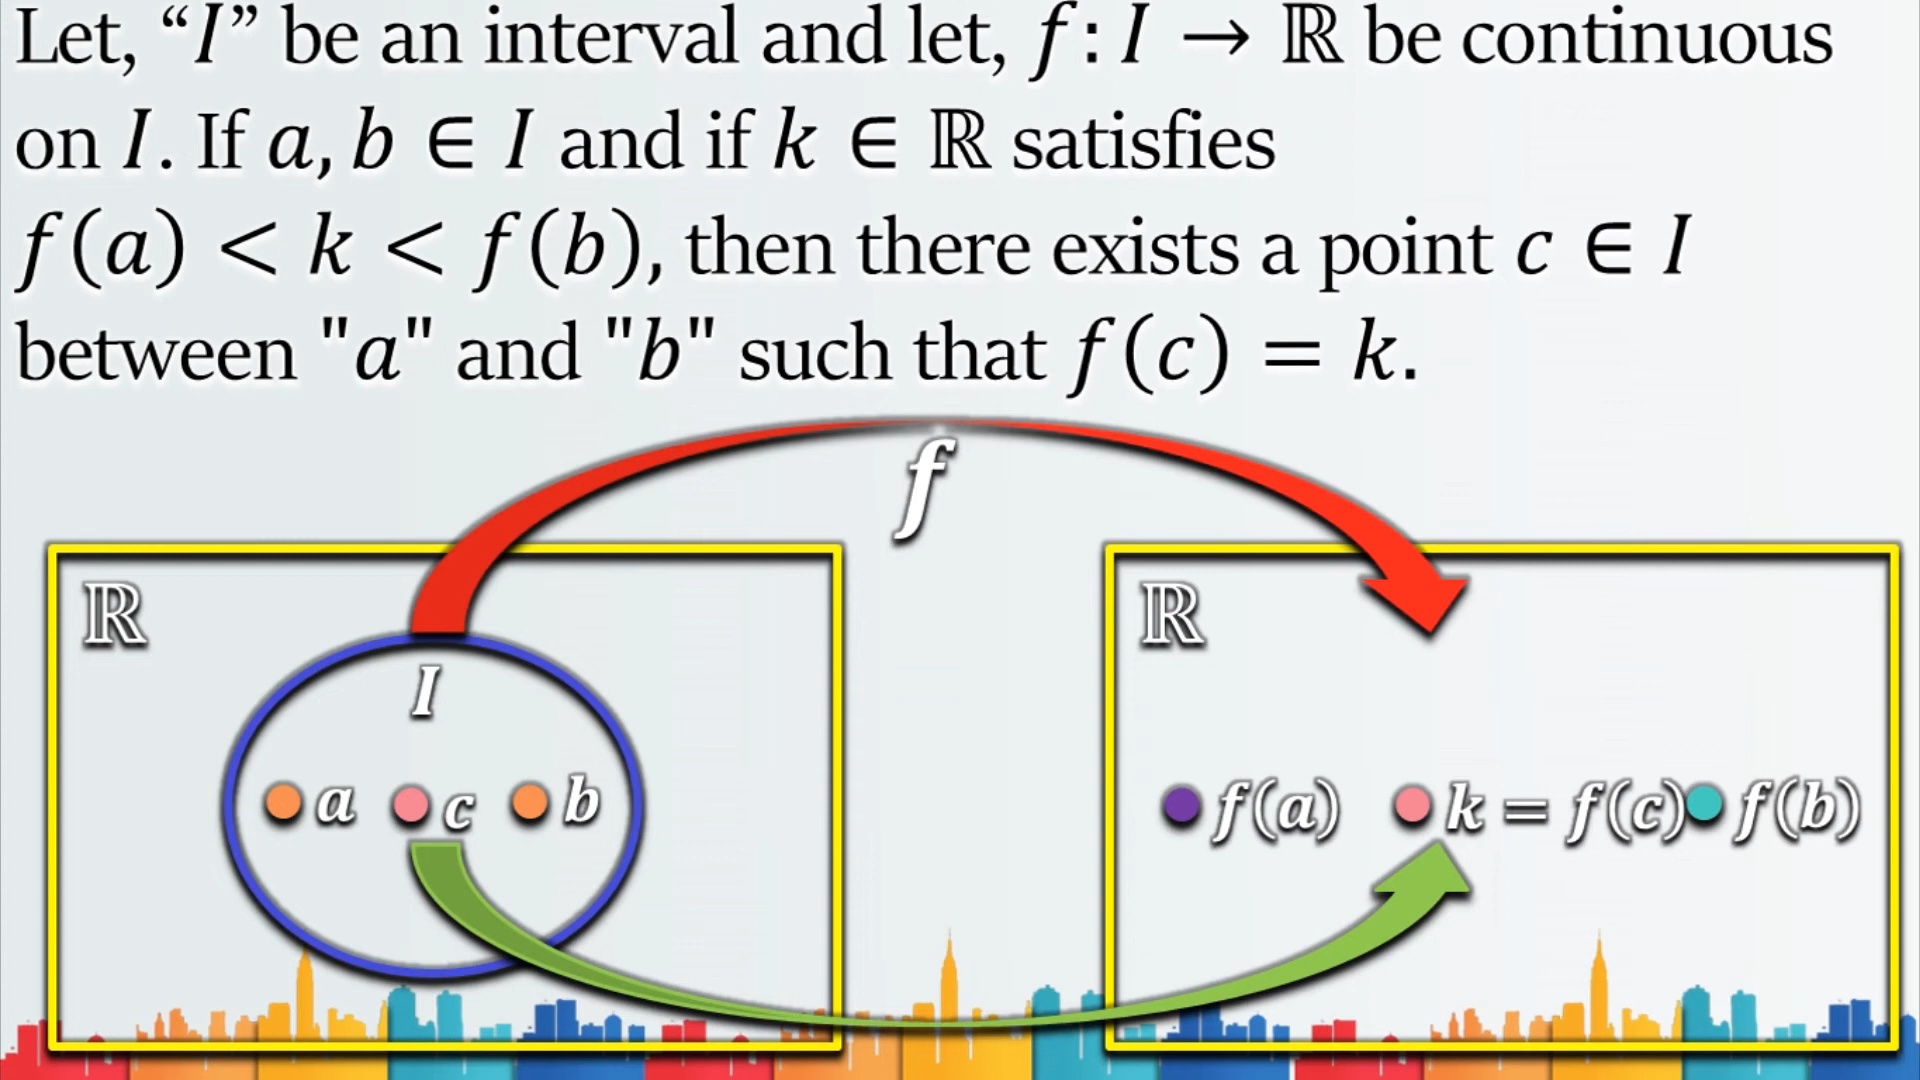 Let, “I” be an interval and let, f : I → ℝ be continuous
on I. If a, b ∈ I and if k ∈ ℝ satisfies
f(a) < k < f(b), then there exists a point c ∈ I
between "a" and "b" such that f(c) = k.
f
ℝ
ℝ
I
a c b
f(a) k = f(c) f(b)